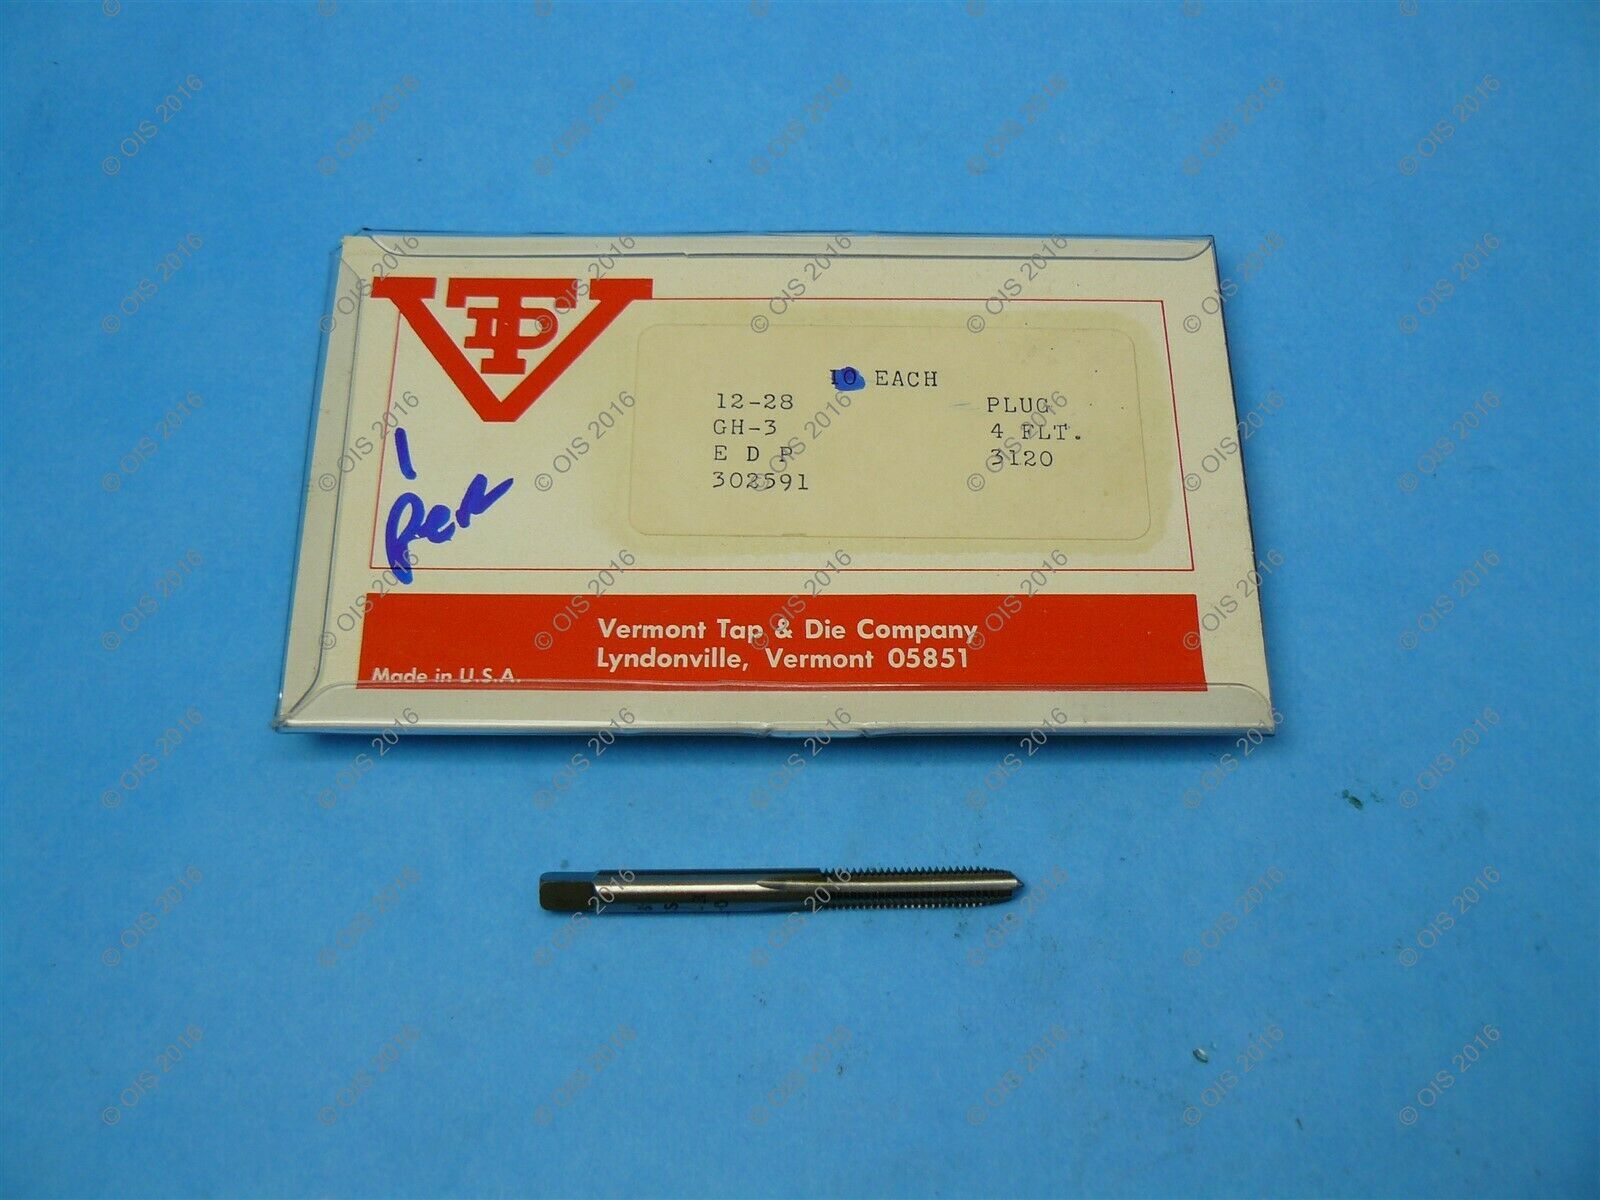 VTD
10 EACH
12-28 PLUG
GH-3 4 FLT.
E D P 3120
302591
1
Vermont Tap & Die Company
Lyndonville, Vermont 05851
Made in U.S.A.
© OIS 2016